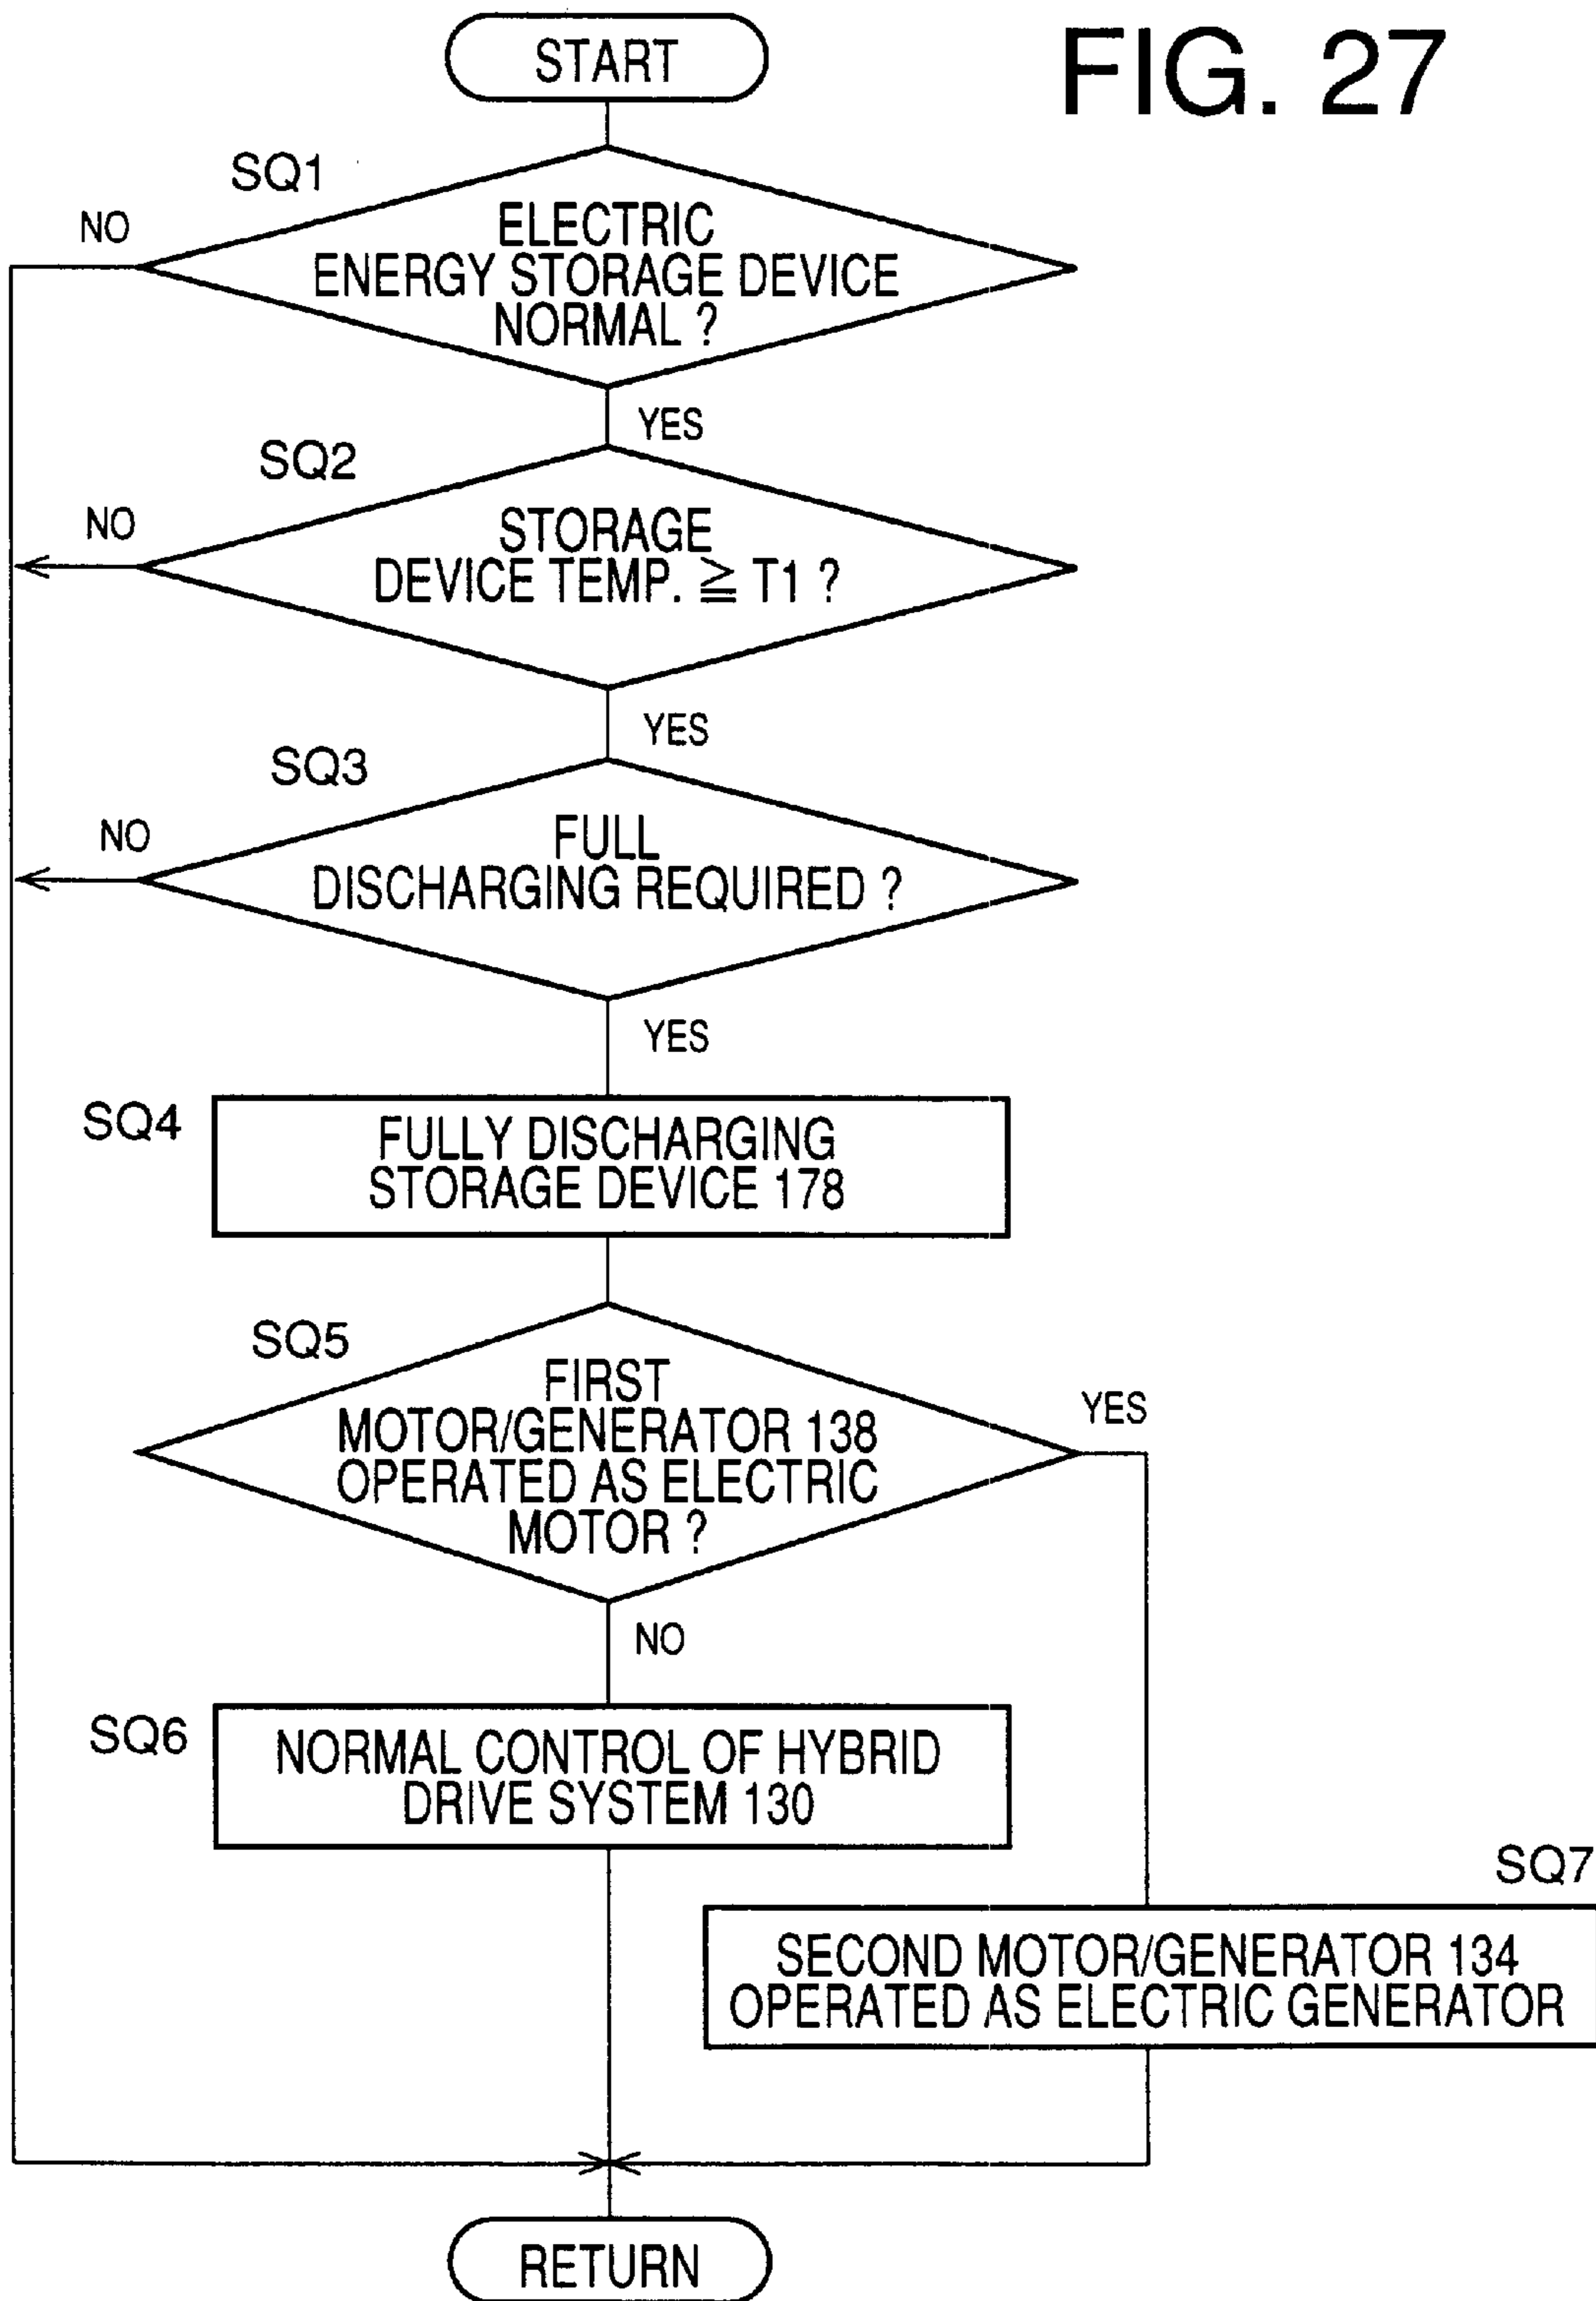 START
FIG. 27
SQ1
NO
ELECTRIC
ENERGY STORAGE DEVICE
NORMAL ?
YES
SQ2
NO
STORAGE
DEVICE TEMP. ≧ T1 ?
YES
SQ3
NO
FULL
DISCHARGING REQUIRED ?
YES
SQ4
FULLY DISCHARGING
STORAGE DEVICE 178
SQ5
FIRST
MOTOR/GENERATOR 138
OPERATED AS ELECTRIC
MOTOR ?
YES
NO
SQ6
NORMAL CONTROL OF HYBRID
DRIVE SYSTEM 130
SQ7
SECOND MOTOR/GENERATOR 134
OPERATED AS ELECTRIC GENERATOR
RETURN